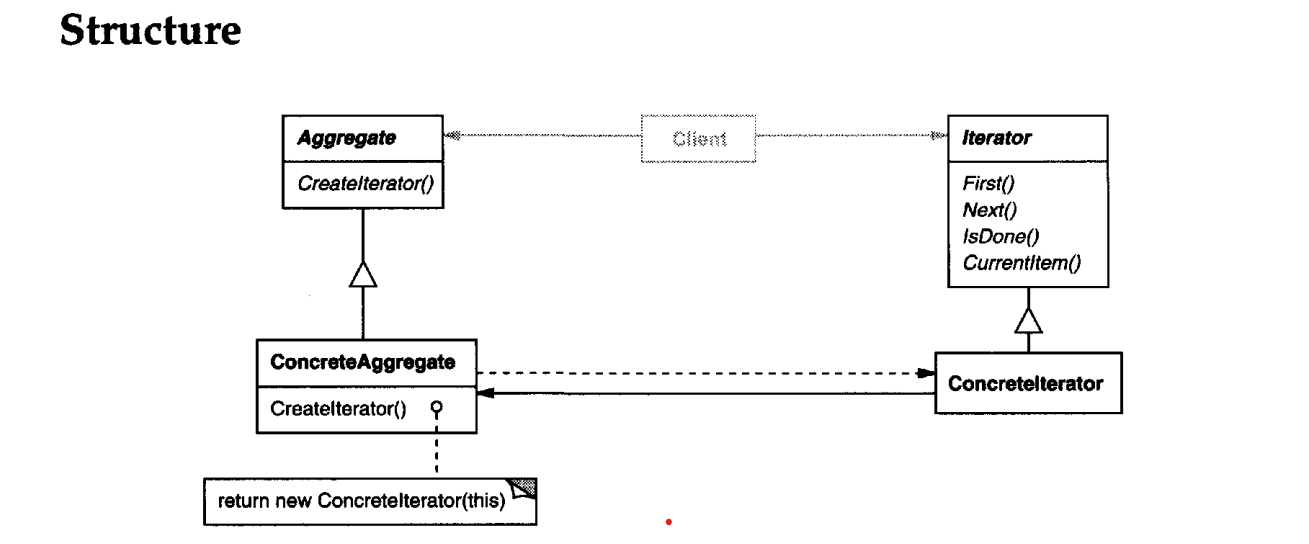 Structure
Aggregate
CreateIterator()
Client
Iterator
First()
Next()
IsDone()
CurrentItem()
ConcreteAggregate
CreateIterator()
ConcreteIterator
return new ConcreteIterator(this)